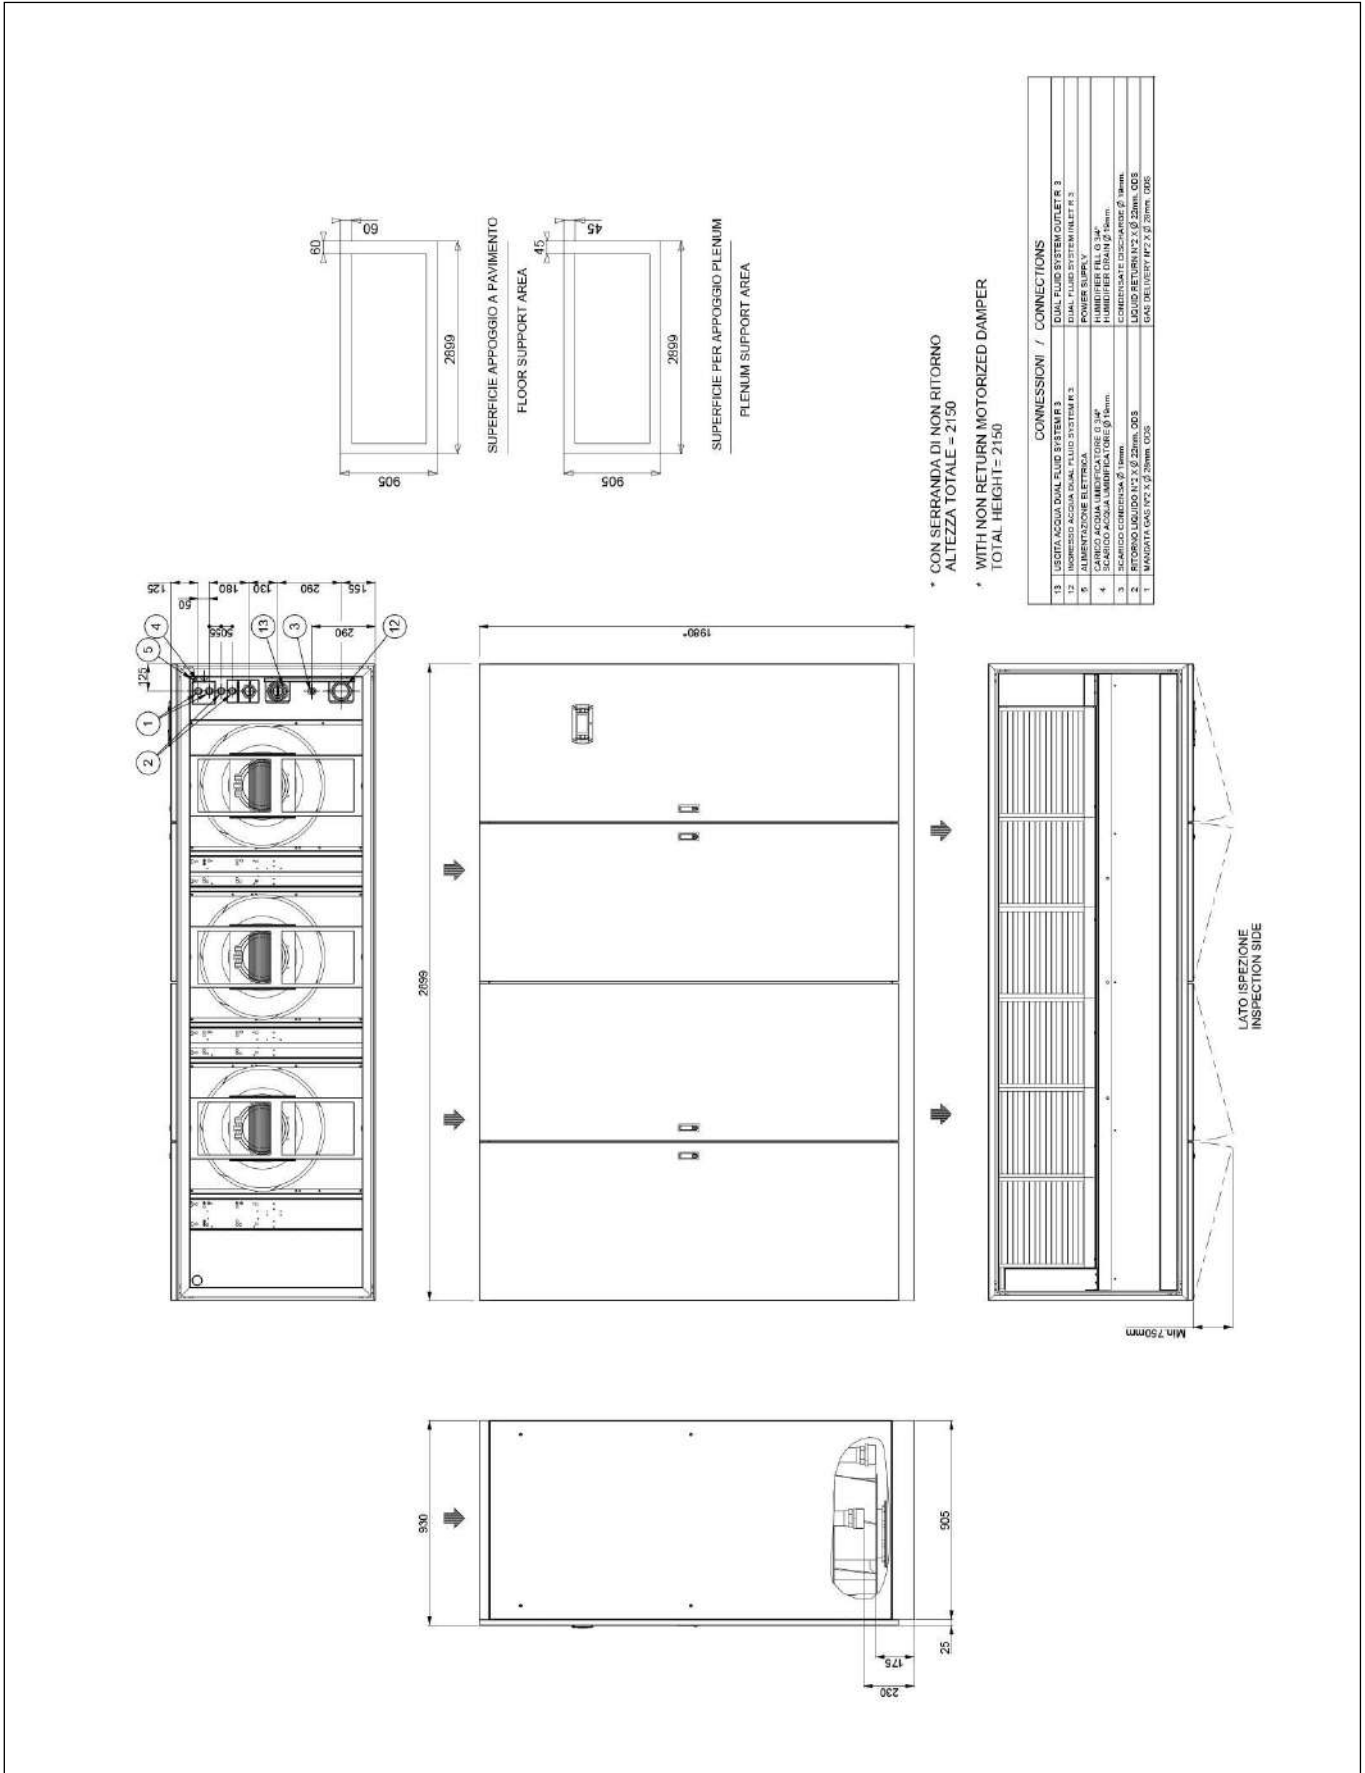 60
60
905
2899
SUPERFICIE APPOGGIO A PAVIMENTO
FLOOR SUPPORT AREA
45
45
905
2899
SUPERFICIE PER APPOGGIO PLENUM
PLENUM SUPPORT AREA
* CON SERRANDA DI NON RITORNO
ALTEZZA TOTALE = 2150
* WITH NON RETURN MOTORIZED DAMPER
TOTAL HEIGHT= 2150
CONNESSIONI / CONNECTIONS
13 USCITA ACQUA DUAL FLUID SYSTEM R 3 DUAL FLUID SYSTEM OUTLET R 3
12 INGRESSO ACQUA DUAL FLUID SYSTEM R 3 DUAL FLUID SYSTEM INLET R 3
5 ALIMENTAZIONE ELETTRICA POWER SUPPLY
4 CARICO ACQUA UMIDIFICATORE G 3/4" HUMIDIFIER FILL G 3/4"
SCARICO ACQUA UMIDIFICATORE Ø 19mm. HUMIDIFIER DRAIN Ø 19mm.
3 SCARICO CONDENSA Ø 19mm. CONDENSATE DISCHARGE Ø 19mm.
2 RITORNO LIQUIDO N°2 X Ø 22mm. ODS LIQUID RETURN N°2 X Ø 22mm. ODS
1 MANDATA GAS N°2 X Ø 28mm. ODS GAS DELIVERY N°2 X Ø 28mm. ODS
125
50
180
130
290
155
5055
290
125
5
4
1
2
13
3
12
2899
1980*
LATO ISPEZIONE
INSPECTION SIDE
Min.750mm
930
905
25
175
230